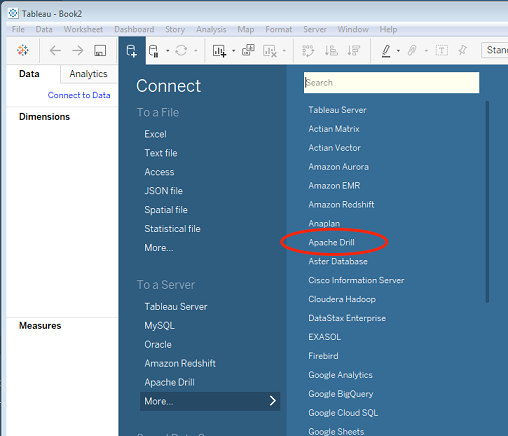 Tableau - Book2
File Data Worksheet Dashboard Story Analysis Map Format Server Window Help
Stand
Data Analytics
Connect to Data
Dimensions
Measures
Connect
To a File
Excel
Text file
Access
JSON file
Spatial file
Statistical file
More...
To a Server
Tableau Server
MySQL
Oracle
Amazon Redshift
Apache Drill
More...
Search
Tableau Server
Actian Matrix
Actian Vector
Amazon Aurora
Amazon EMR
Amazon Redshift
Anaplan
Apache Drill
Aster Database
Cisco Information Server
Cloudera Hadoop
DataStax Enterprise
EXASOL
Firebird
Google Analytics
Google BigQuery
Google Cloud SQL
Google Sheets